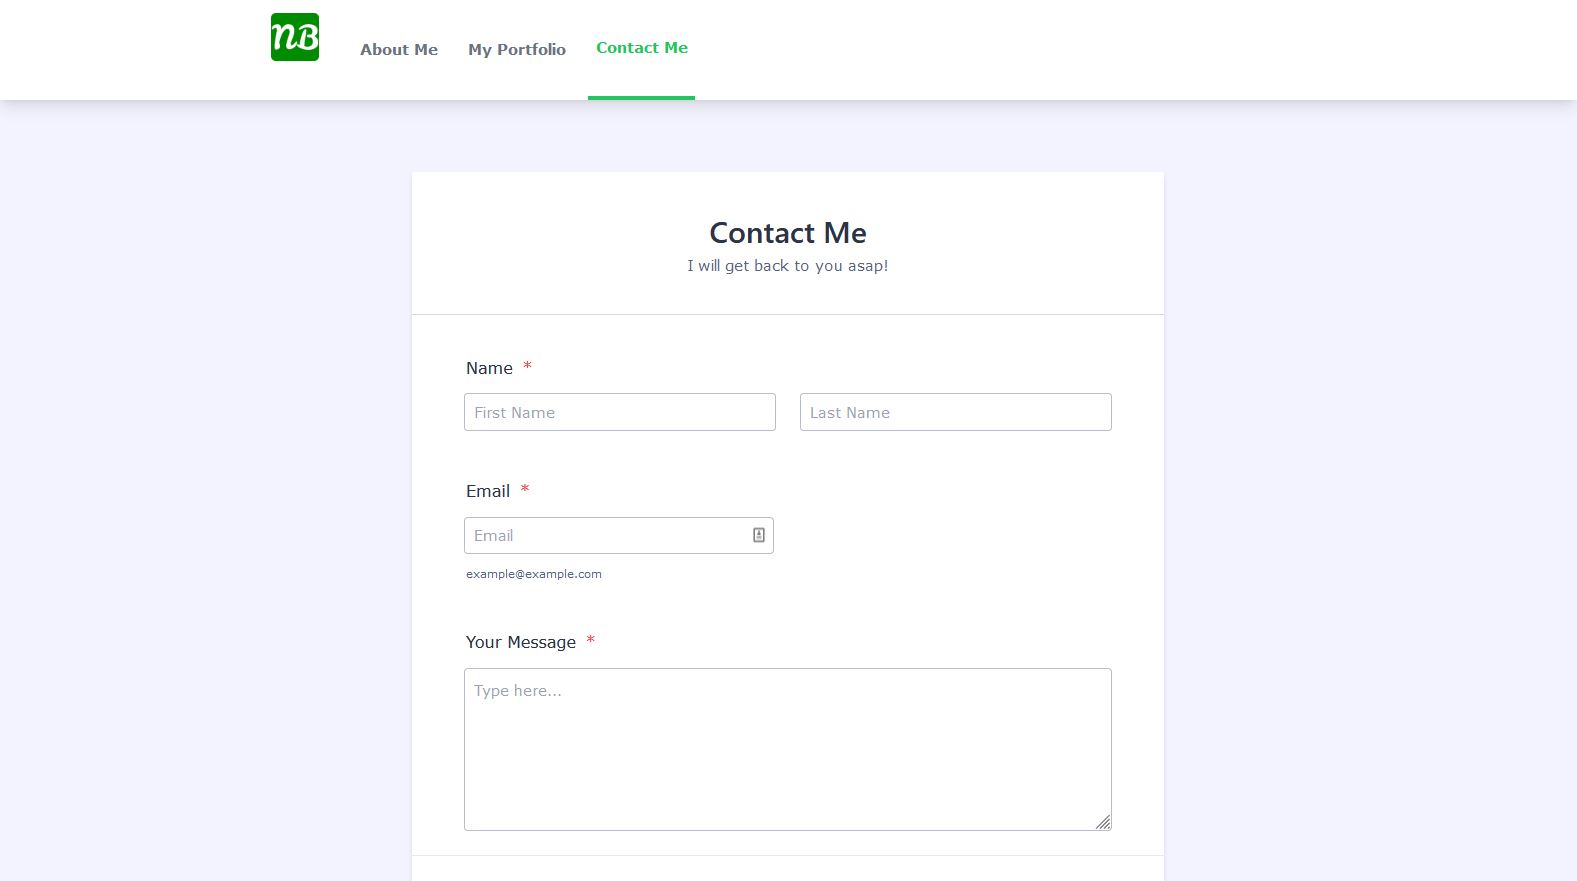 NB
About Me
My Portfolio
Contact Me
Contact Me
I will get back to you asap!
Name *
First Name
Last Name
Email *
Email
example@example.com
Your Message *
Type here...